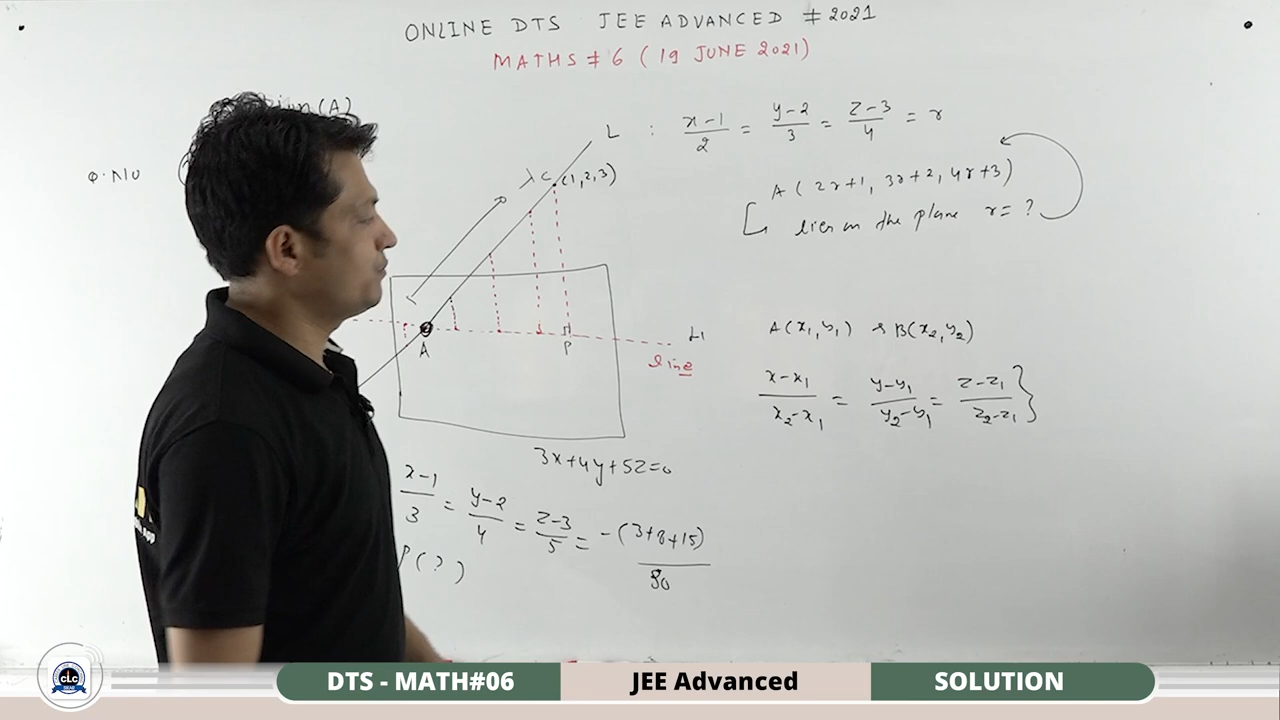 ONLINE DTS JEE ADVANCED # 2021
MATHS # 6 ( 19 JUNE 2021 )
(A)
Q.NO (
L : x-1/2 = y-2/3 = z-3/4 = r
λ C (1,2,3)
A ( 2r+1, 3r+2, 4r+3 )
lies on the plane r = ?
A P
L1
line
A(x1,y1) & B(x2,y2)
x-x1/x2-x1 = y-y1/y2-y1 = z-z1/z2-z1 }
3x+4y+5z=0
x-1/3 = y-2/4 = z-3/5 = -(3+8+15)/50
P ( ? )
CLC
SIKAR
DTS - MATH#06
JEE Advanced
SOLUTION